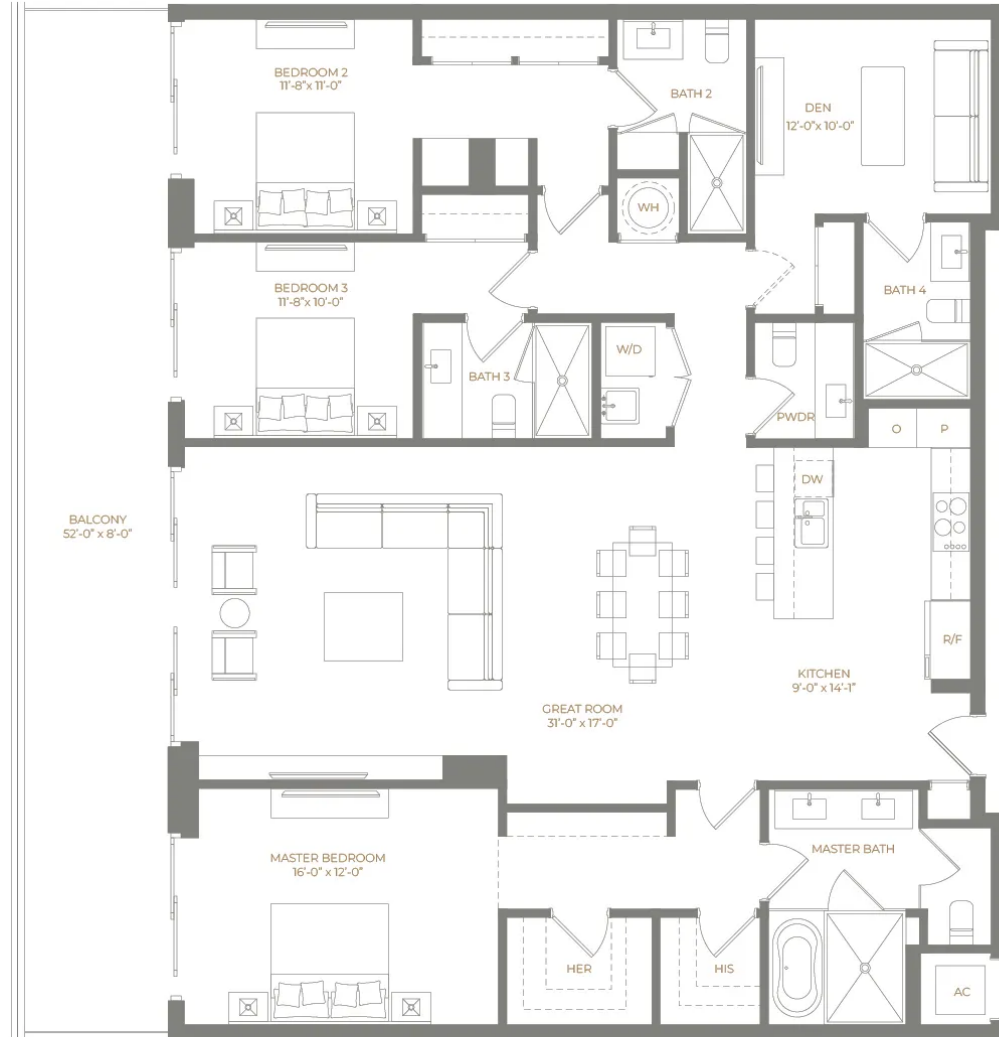 BEDROOM 2
11'-8"x 11'-0"
BATH 2
DEN
12'-0"x 10'-0"
WH
BEDROOM 3
11'-8"x 10'-0"
BATH 4
W/D
BATH 3
PWDR
O
P
DW
BALCONY
52'-0" x 8'-0"
R/F
KITCHEN
9'-0" x 14'-1"
GREAT ROOM
31'-0" x 17'-0"
MASTER BEDROOM
16'-0" x 12'-0"
MASTER BATH
HER
HIS
AC